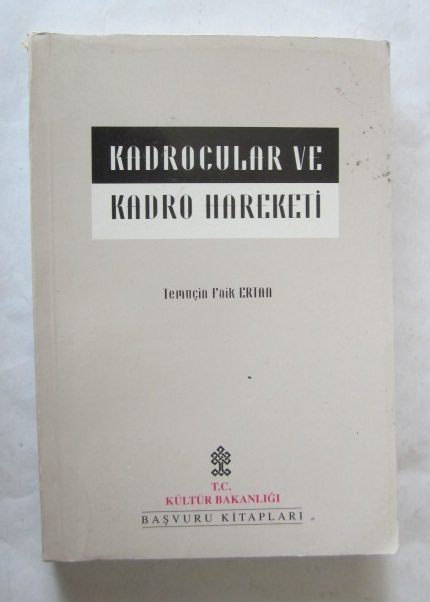 KADROCULAR VE
KADRO HAREKETİ
Temuçin Faik ERTAN
T.C.
KÜLTÜR BAKANLIĞI
BAŞVURU KİTAPLARI